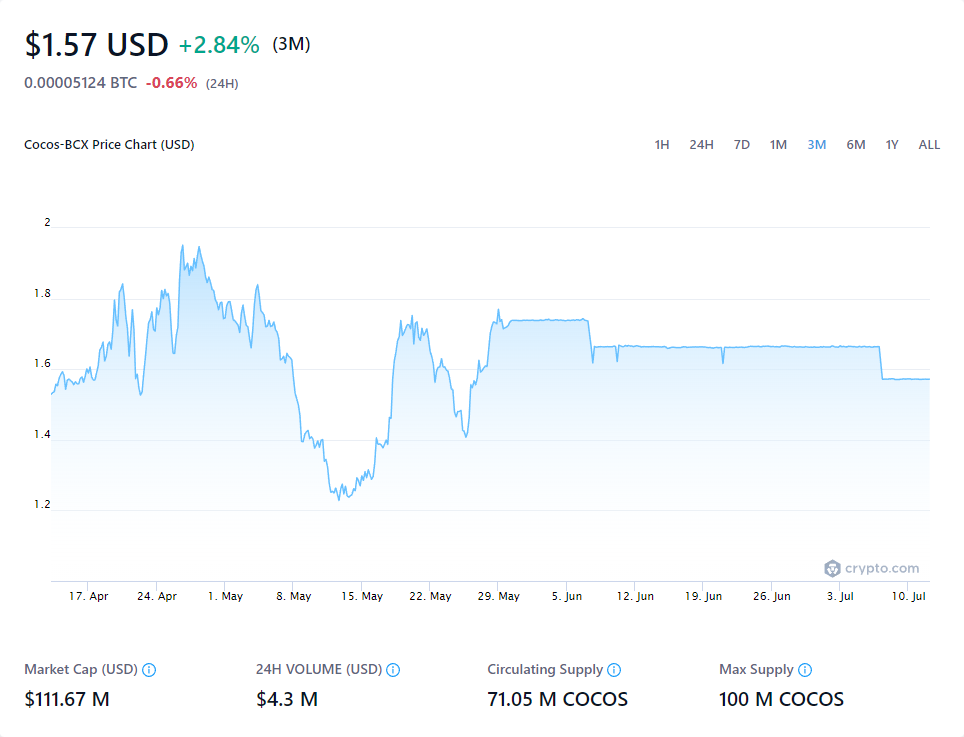 $1.57 USD +2.84% (3M)
0.00005124 BTC -0.66% (24H)
Cocos-BCX Price Chart (USD) 1H 24H 7D 1M 3M 6M 1Y ALL
2
1.8
1.6
1.4
1.2
crypto.com
17. Apr 24. Apr 1. May 8. May 15. May 22. May 29. May 5. Jun 12. Jun 19. Jun 26. Jun 3. Jul 10. Jul
Market Cap (USD) 24H VOLUME (USD) Circulating Supply Max Supply
$111.67 M $4.3 M 71.05 M COCOS 100 M COCOS